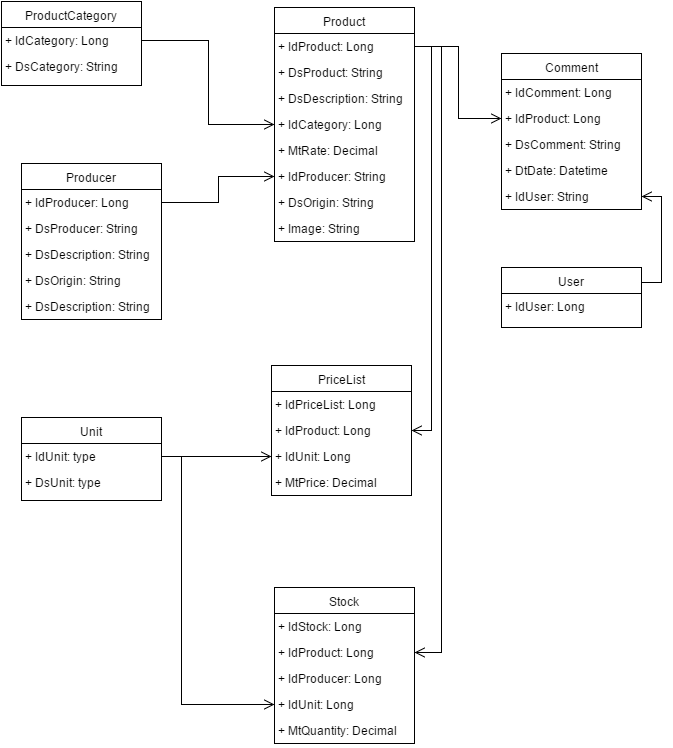 ProductCategory
+ IdCategory: Long
+ DsCategory: String
Product
+ IdProduct: Long
+ DsProduct: String
+ DsDescription: String
+ IdCategory: Long
+ MtRate: Decimal
+ IdProducer: String
+ DsOrigin: String
+ Image: String
Comment
+ IdComment: Long
+ IdProduct: Long
+ DsComment: String
+ DtDate: Datetime
+ IdUser: String
Producer
+ IdProducer: Long
+ DsProducer: String
+ DsDescription: String
+ DsOrigin: String
+ DsDescription: String
User
+ IdUser: Long
PriceList
+ IdPriceList: Long
+ IdProduct: Long
+ IdUnit: Long
+ MtPrice: Decimal
Unit
+ IdUnit: type
+ DsUnit: type
Stock
+ IdStock: Long
+ IdProduct: Long
+ IdProducer: Long
+ IdUnit: Long
+ MtQuantity: Decimal